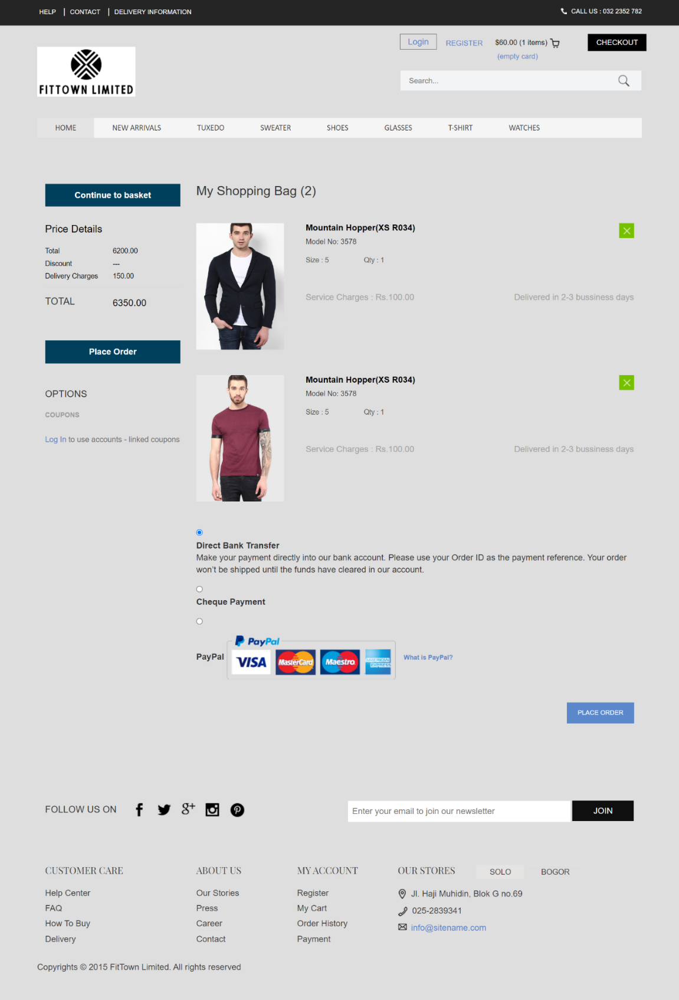 HELP | CONTACT | DELIVERY INFORMATION
CALL US : 032 2352 782
FITTOWN LIMITED
Login
REGISTER
$60.00 (1 items)
(empty card)
CHECKOUT
Search...
HOME
NEW ARRIVALS
TUXEDO
SWEATER
SHOES
GLASSES
T-SHIRT
WATCHES
Continue to basket
Price Details
Total 6200.00
Discount ---
Delivery Charges 150.00
TOTAL 6350.00
Place Order
OPTIONS
COUPONS
Log In to use accounts - linked coupons
My Shopping Bag (2)
Mountain Hopper(XS R034)
Model No: 3578
Size : 5 Qty : 1
Service Charges : Rs.100.00 Delivered in 2-3 bussiness days
Mountain Hopper(XS R034)
Model No: 3578
Size : 5 Qty : 1
Service Charges : Rs.100.00 Delivered in 2-3 bussiness days
Direct Bank Transfer
Make your payment directly into our bank account. Please use your Order ID as the payment reference. Your order
won't be shipped until the funds have cleared in our account.
Cheque Payment
PayPal
PayPal
VISA
MasterCard
Maestro
AMERICAN
EXPRESS
What is PayPal?
PLACE ORDER
FOLLOW US ON
Enter your email to join our newsletter
JOIN
CUSTOMER CARE
Help Center
FAQ
How To Buy
Delivery
ABOUT US
Our Stories
Press
Career
Contact
MY ACCOUNT
Register
My Cart
Order History
Payment
OUR STORES
SOLO
BOGOR
Jl. Haji Muhidin, Blok G no.69
025-2839341
info@sitename.com
Copyrights © 2015 FitTown Limited. All rights reserved